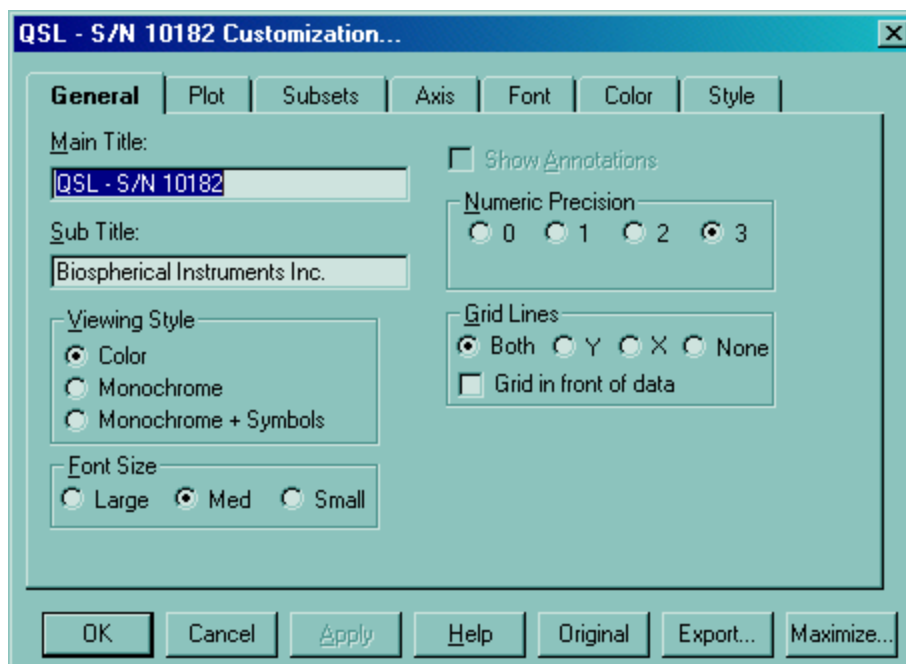 QSL - S/N 10182 Customization...
General Plot Subsets Axis Font Color Style
Main Title:
QSL - S/N 10182
Sub Title:
Biospherical Instruments Inc.
Viewing Style
Color
Monochrome
Monochrome + Symbols
Font Size
Large Med Small
Show Annotations
Numeric Precision
0 1 2 3
Grid Lines
Both Y X None
Grid in front of data
OK Cancel Apply Help Original Export... Maximize...